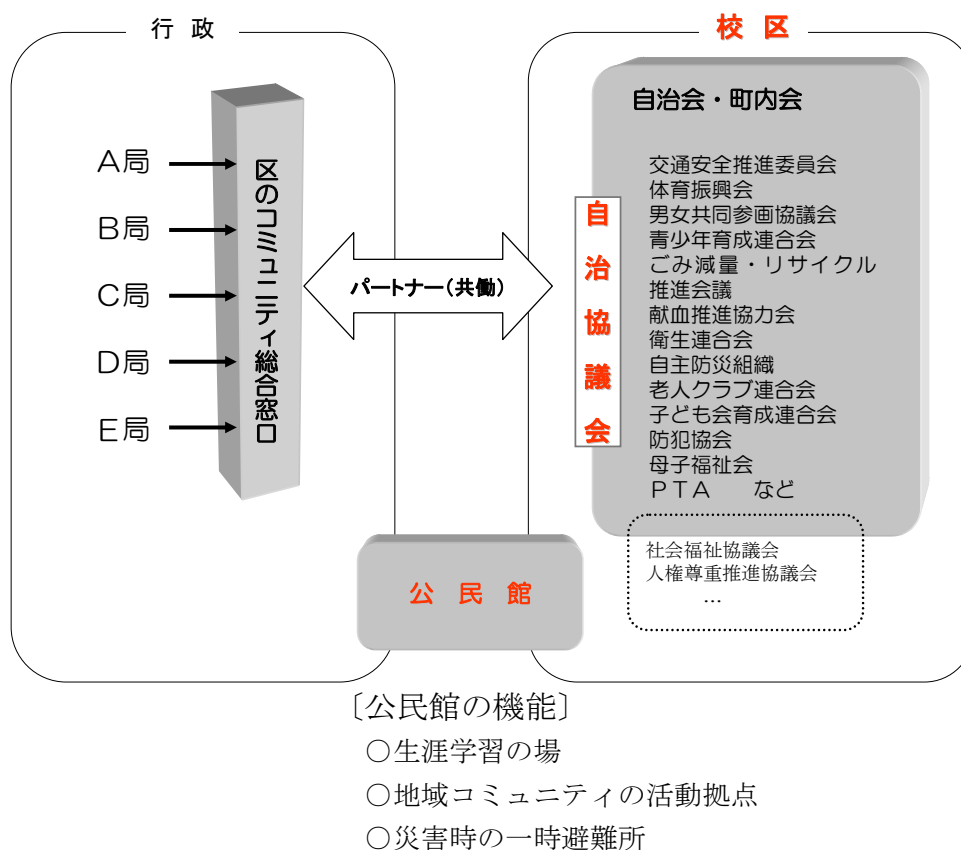 行 政
校 区
A局
B局
C局
D局
E局
区のコミュニティ総合窓口
パートナー(共働)
自治協議会
自治会・町内会
交通安全推進委員会
体育振興会
男女共同参画協議会
青少年育成連合会
ごみ減量・リサイクル
推進会議
献血推進協力会
衛生連合会
自主防災組織
老人クラブ連合会
子ども会育成連合会
防犯協会
母子福祉会
PTA　など
社会福祉協議会
人権尊重推進協議会
…
公 民 館
〔公民館の機能〕
○生涯学習の場
○地域コミュニティの活動拠点
○災害時の一時避難所